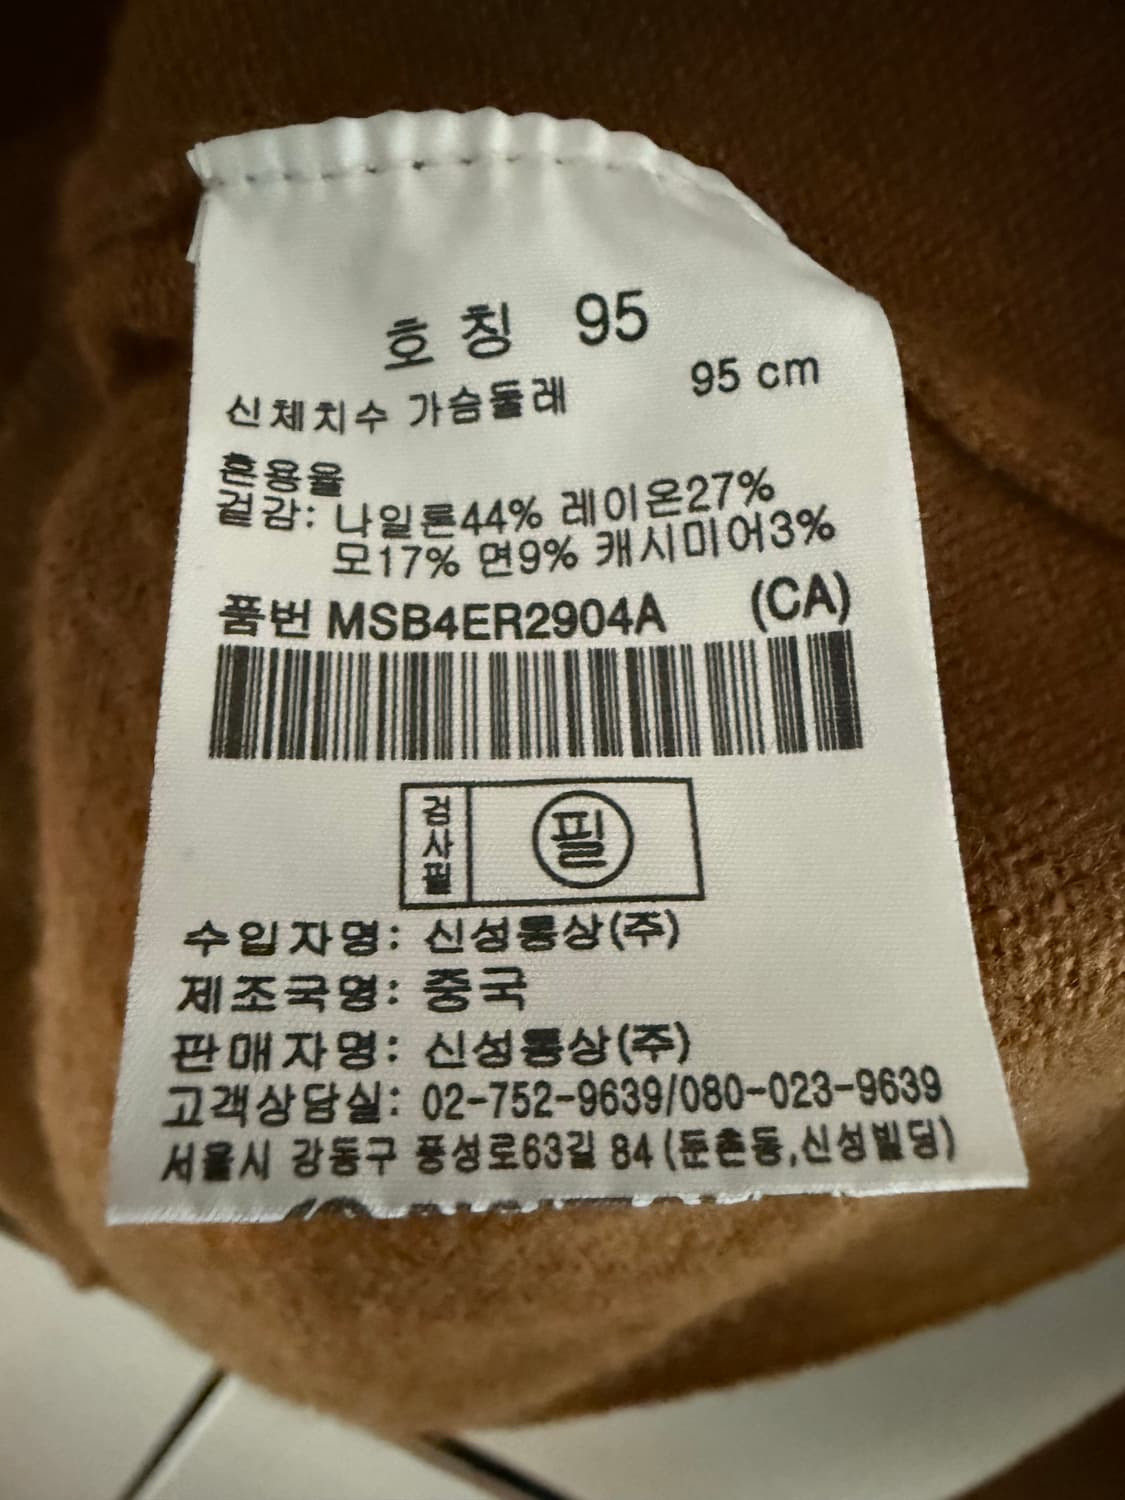 호칭 95
신체치수 가슴둘레 95 cm
혼용율
겉감: 나일론44% 레이온27%
모17% 면9% 캐시미어3%
품번 MSB4ER2904A (CA)
검사필 필
수입자명: 신성통상(주)
제조국명: 중국
판매자명: 신성통상(주)
고객상담실: 02-752-9639/080-023-9639
서울시 강동구 풍성로63길 84 (둔촌동,신성빌딩)